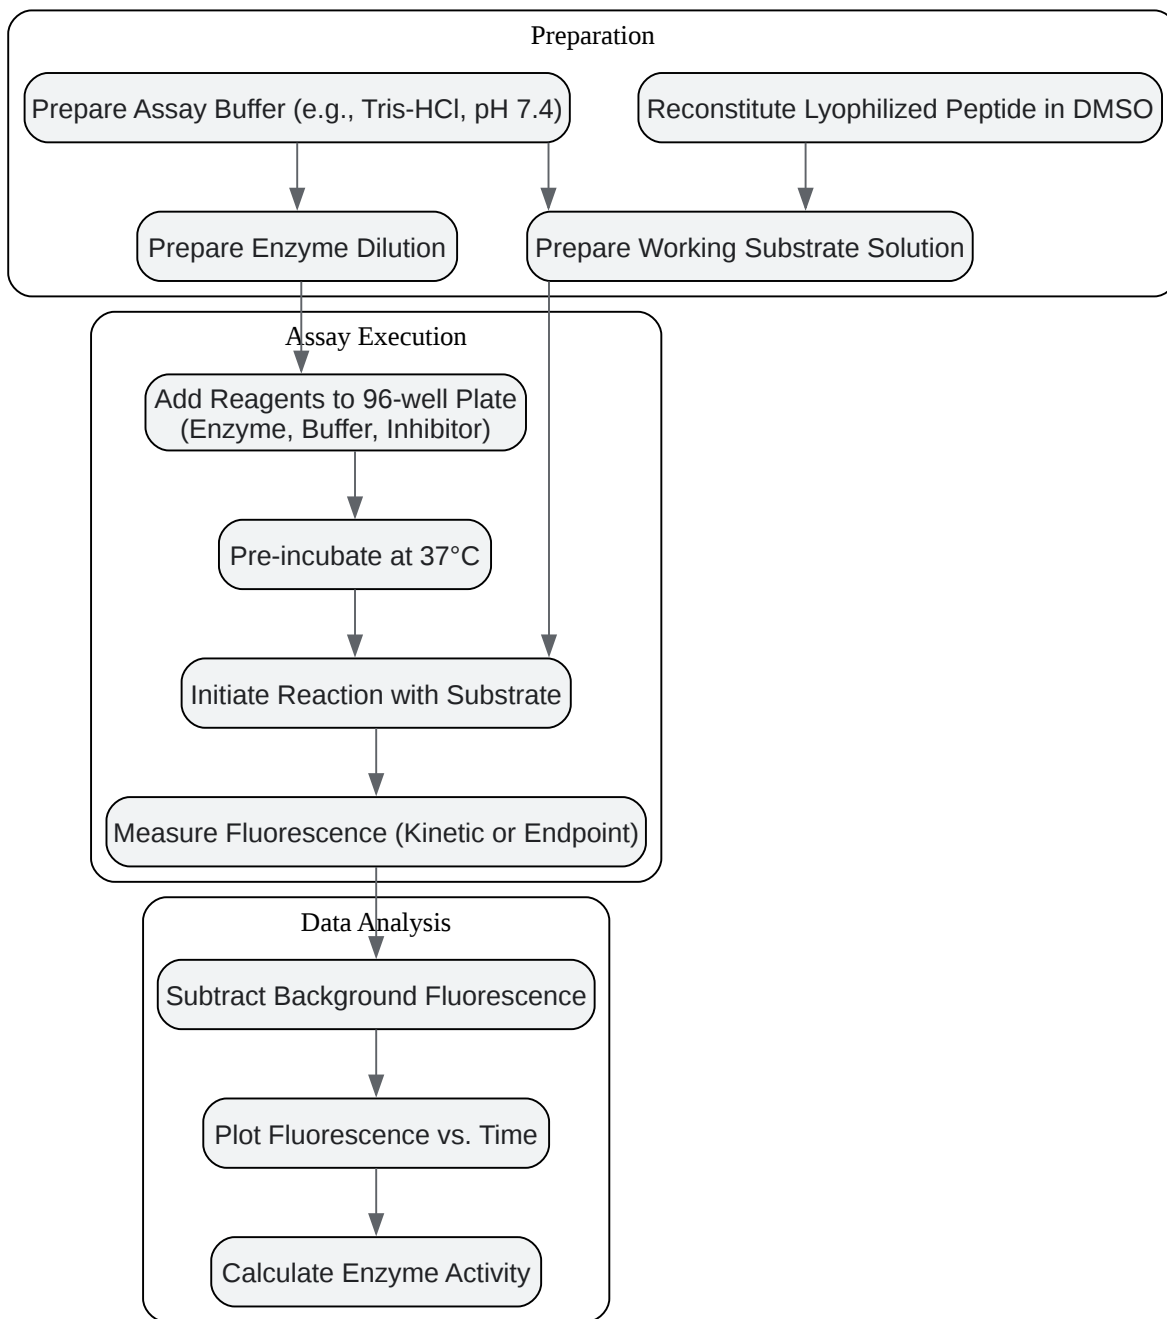 Preparation
Prepare Assay Buffer (e.g., Tris-HCl, pH 7.4)
Reconstitute Lyophilized Peptide in DMSO
Prepare Enzyme Dilution
Prepare Working Substrate Solution
Assay Execution
Add Reagents to 96-well Plate
(Enzyme, Buffer, Inhibitor)
Pre-incubate at 37°C
Initiate Reaction with Substrate
Measure Fluorescence (Kinetic or Endpoint)
Data Analysis
Subtract Background Fluorescence
Plot Fluorescence vs. Time
Calculate Enzyme Activity